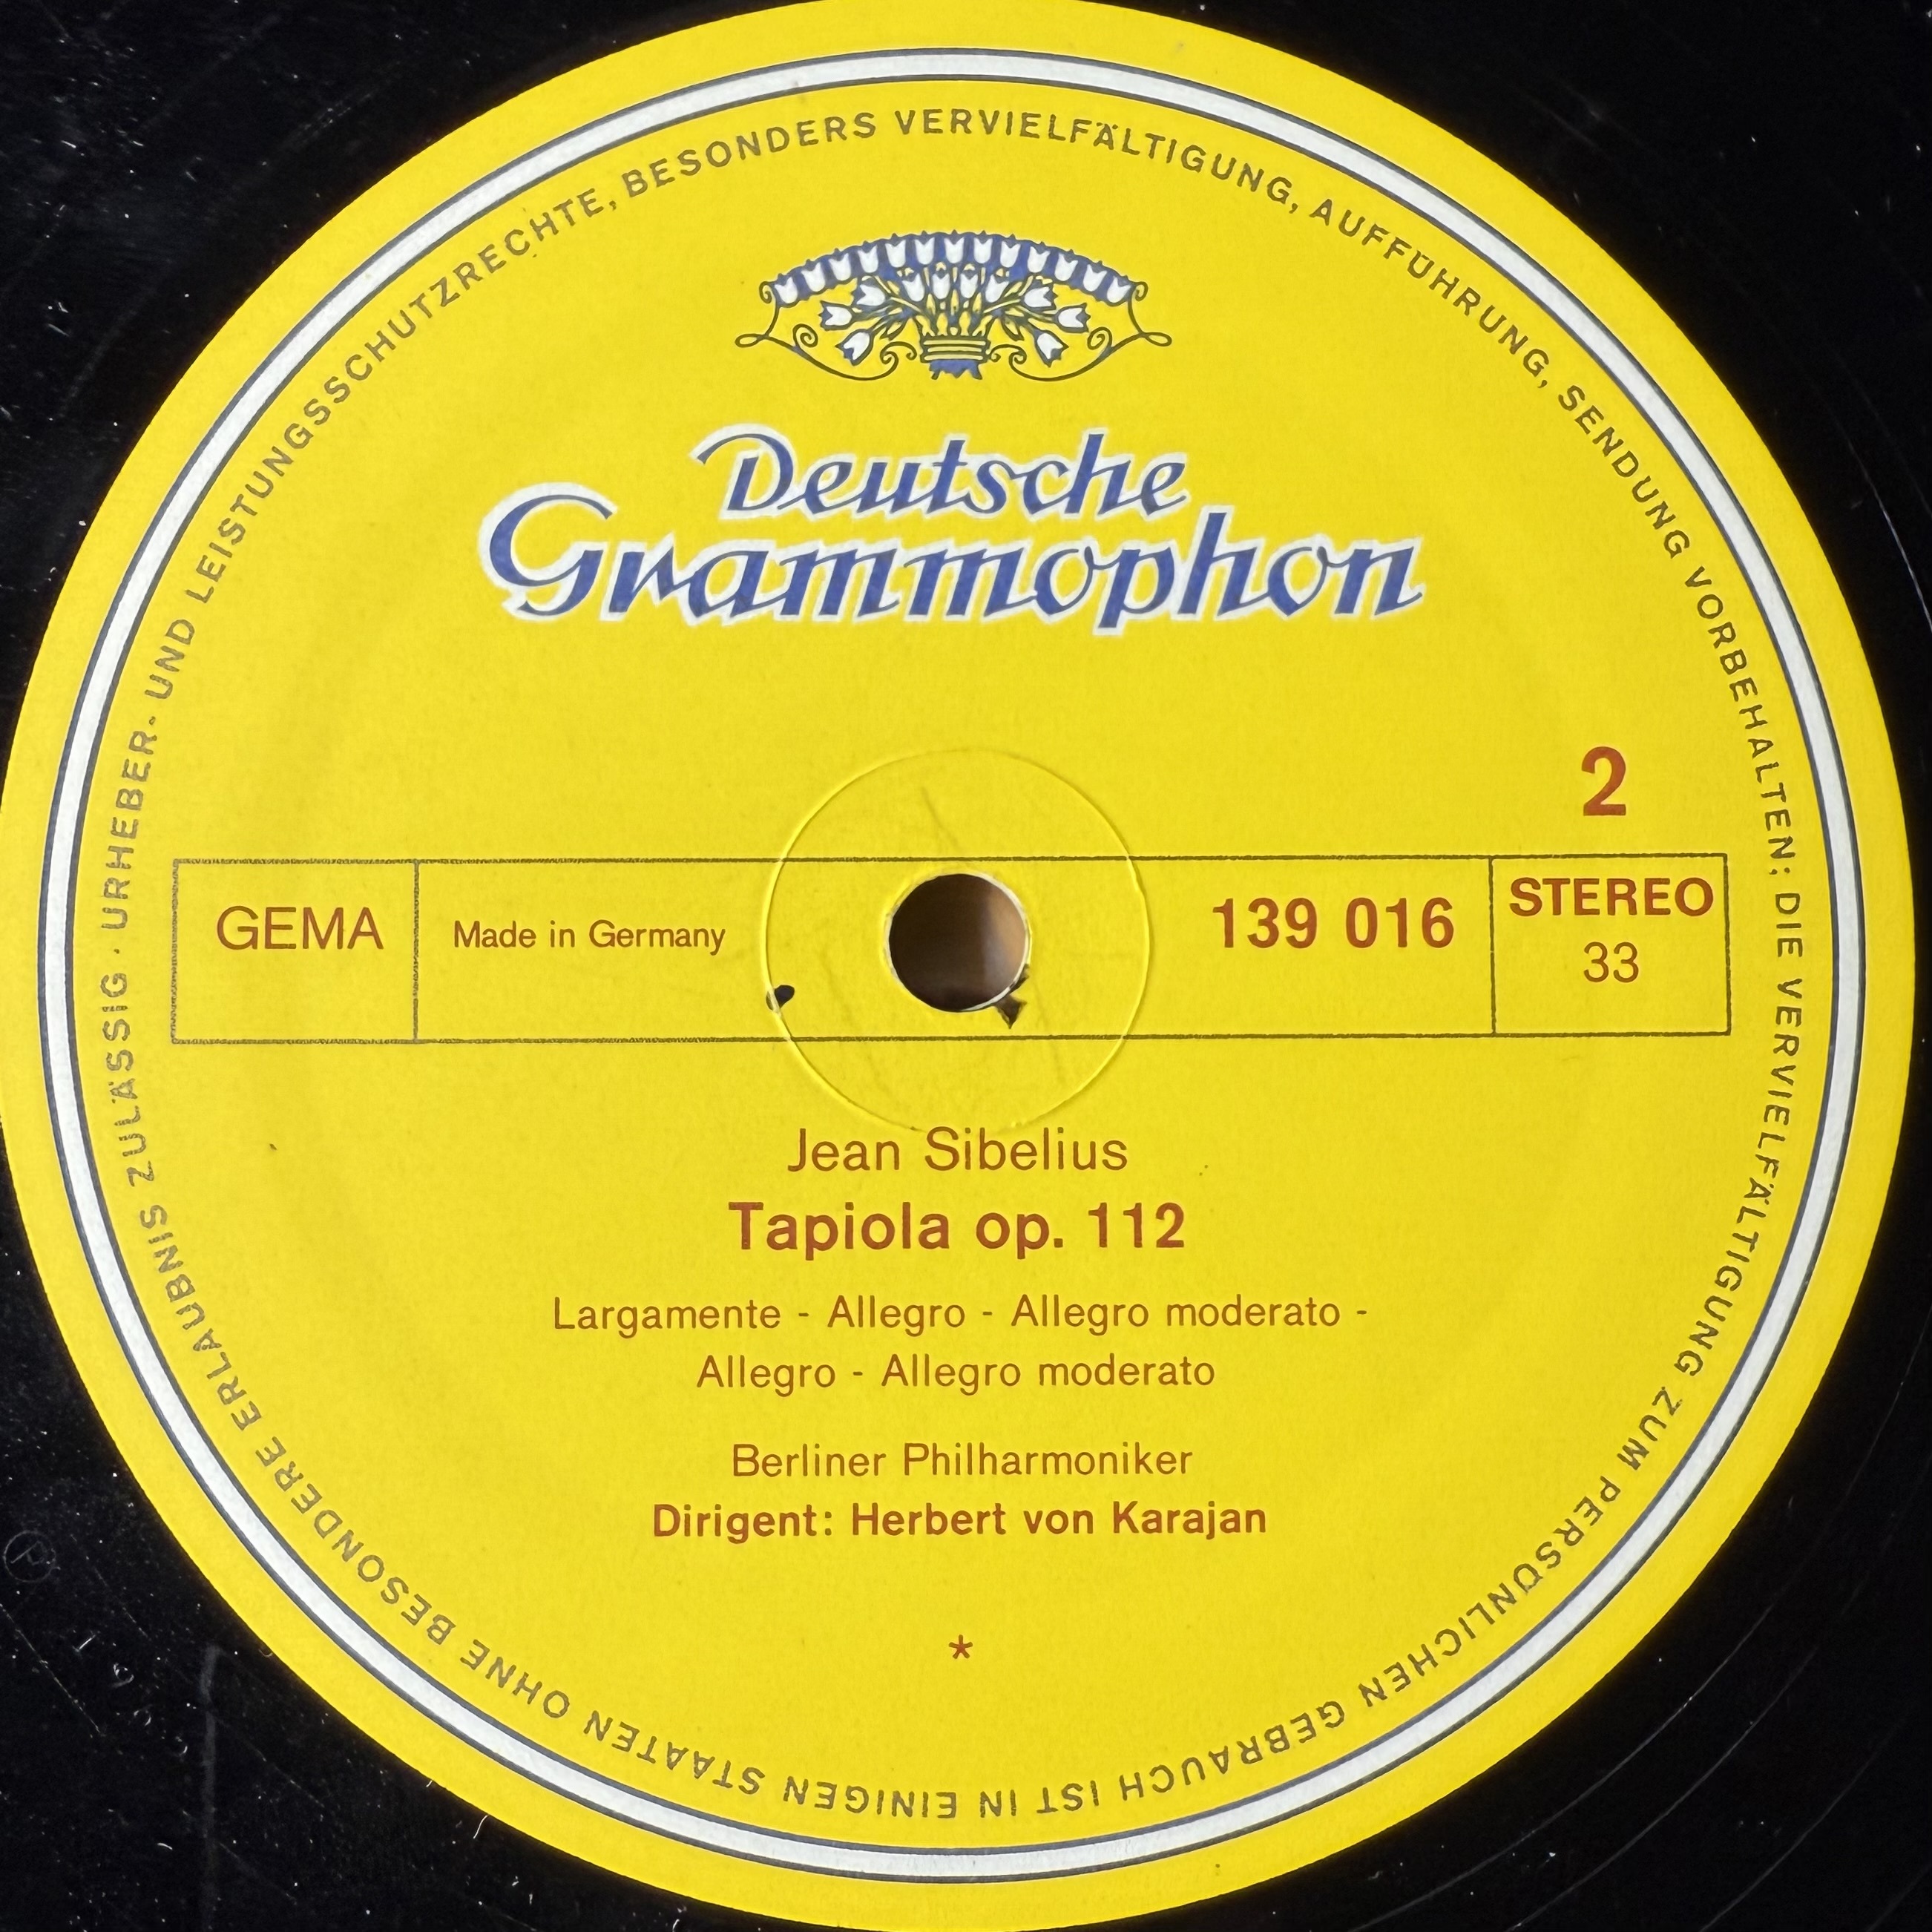 URHEBER- UND LEISTUNGSSCHUTZRECHTE, BESONDERS VERVIELFÄLTIGUNG, AUFFÜHRUNG, SENDUNG VORBEHALTEN; DIE VERVIELFÄLTIGUNG ZUM PERSÖNLICHEN GEBRAUCH IST IN EINIGEN STAATEN OHNE BESONDERE ERLAUBNIS ZULÄSSIG ·
Deutsche
Grammophon
2
GEMA
Made in Germany
139 016
STEREO
33
Jean Sibelius
Tapiola op. 112
Largamente - Allegro - Allegro moderato -
Allegro - Allegro moderato
Berliner Philharmoniker
Dirigent: Herbert von Karajan
*
Ⓟ